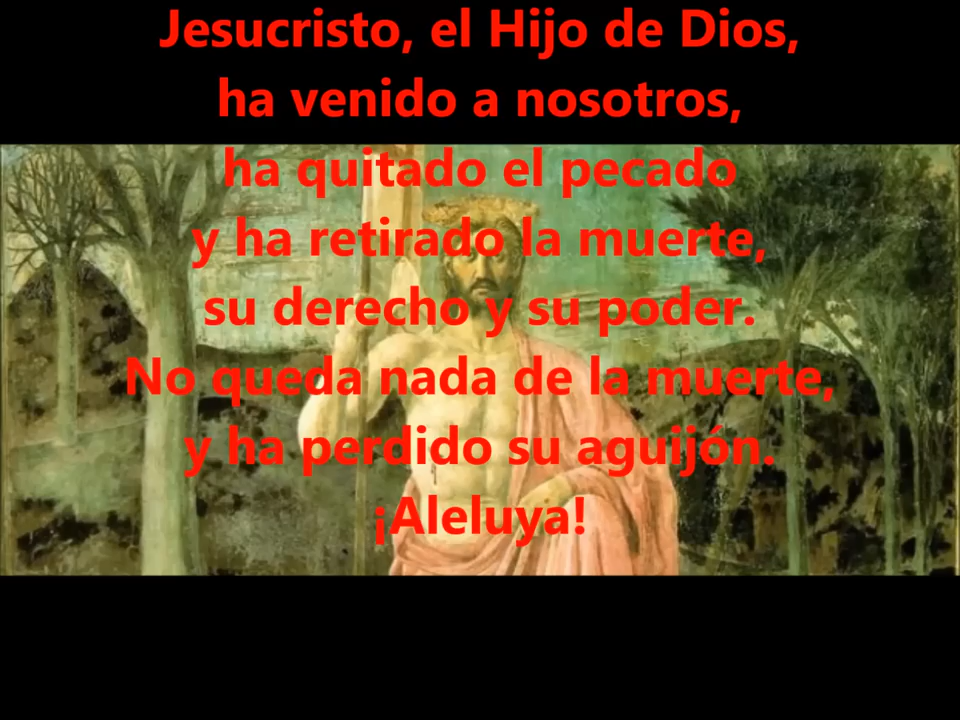 Jesucristo, el Hijo de Dios,
ha venido a nosotros,
ha quitado el pecado
y ha retirado la muerte,
su derecho y su poder.
No queda nada de la muerte,
y ha perdido su aguijón.
¡Aleluya!